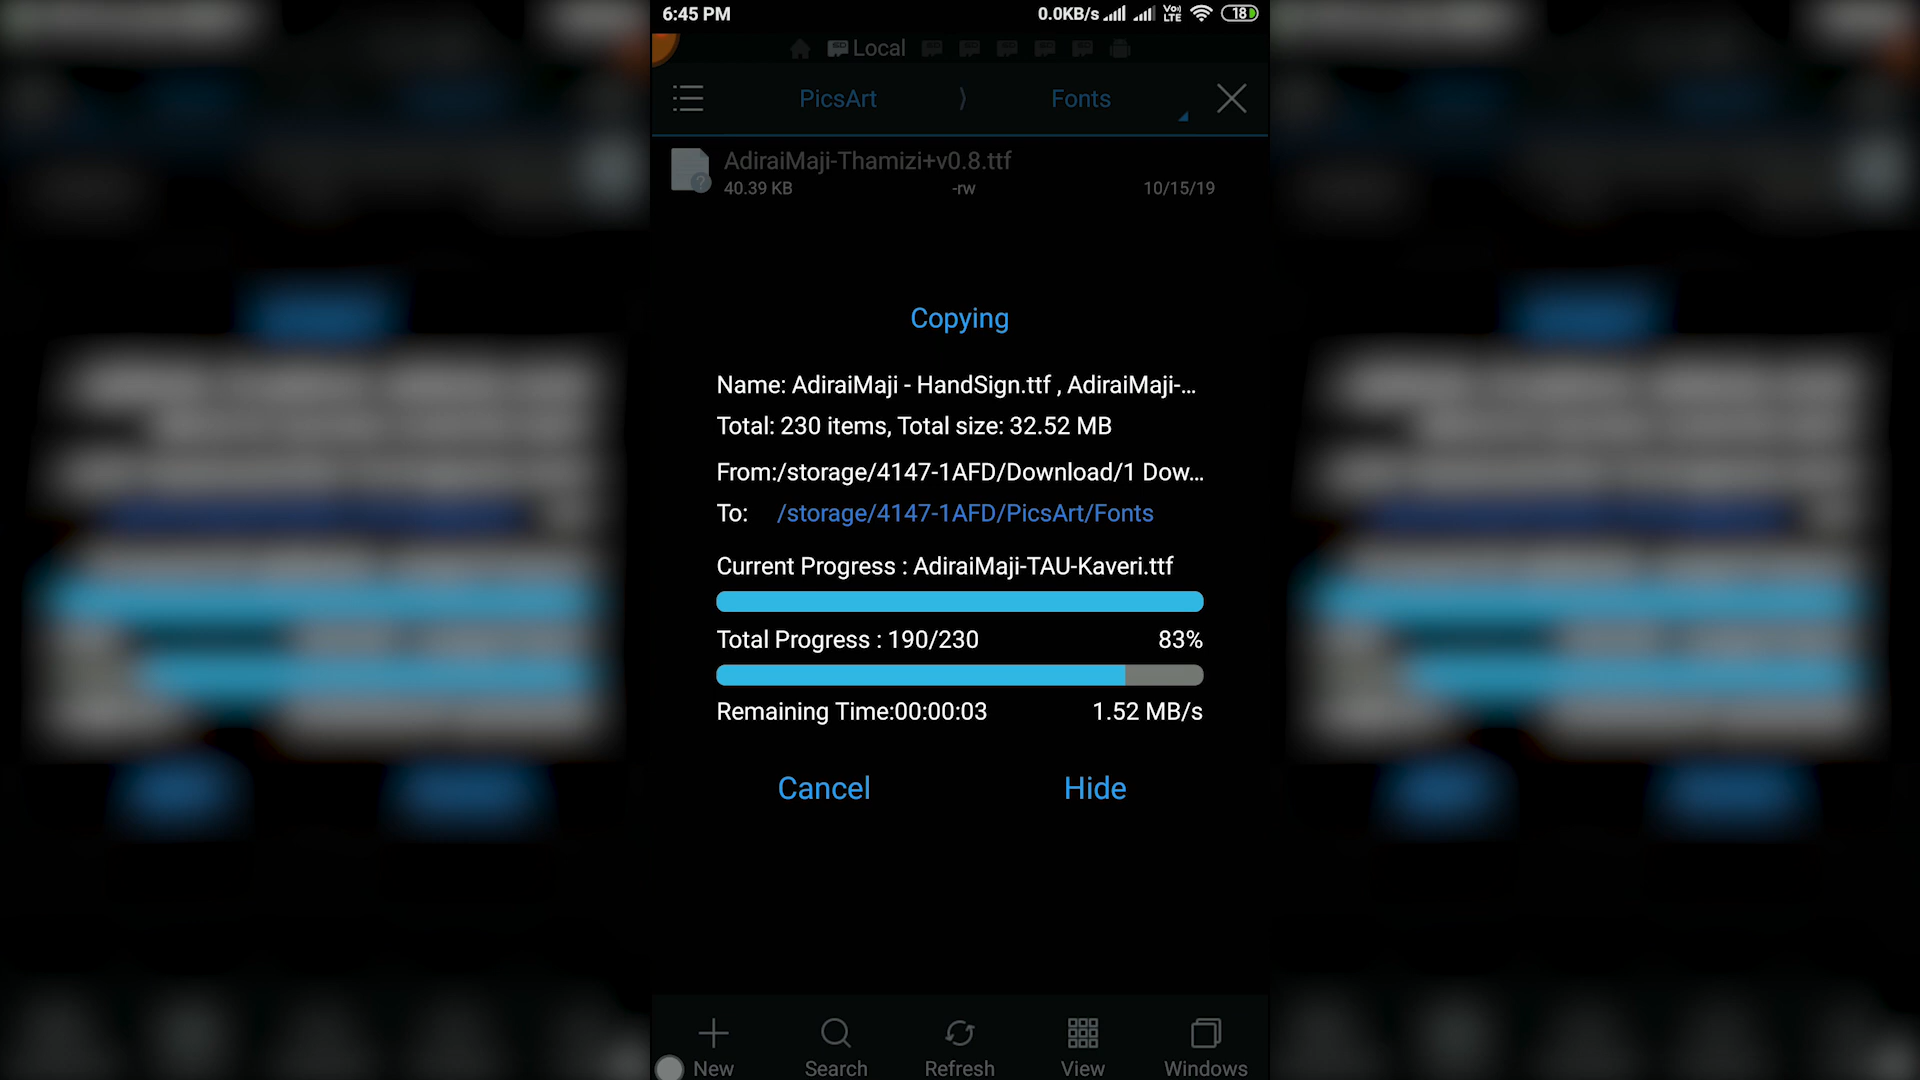 6:45 PM
0.0KB/s
Vo) LTE
18
Local
PicsArt
Fonts
AdiraiMaji-Thamizi+v0.8.ttf
40.39 KB
-rw
10/15/19
Copying
Name: AdiraiMaji - HandSign.ttf , AdiraiMaji-...
Total: 230 items, Total size: 32.52 MB
From:/storage/4147-1AFD/Download/1 Dow...
To: /storage/4147-1AFD/PicsArt/Fonts
Current Progress : AdiraiMaji-TAU-Kaveri.ttf
Total Progress : 190/230
83%
Remaining Time:00:00:03
1.52 MB/s
Cancel
Hide
New
Search
Refresh
View
Windows